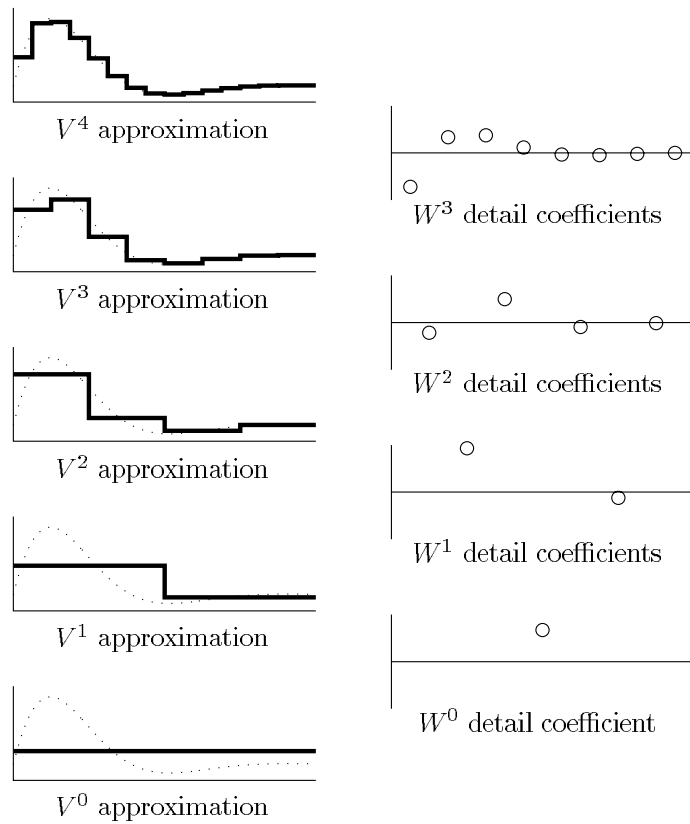 V⁴ approximation
W³ detail coefficients
V³ approximation
W² detail coefficients
V² approximation
W¹ detail coefficients
V¹ approximation
W⁰ detail coefficient
V⁰ approximation